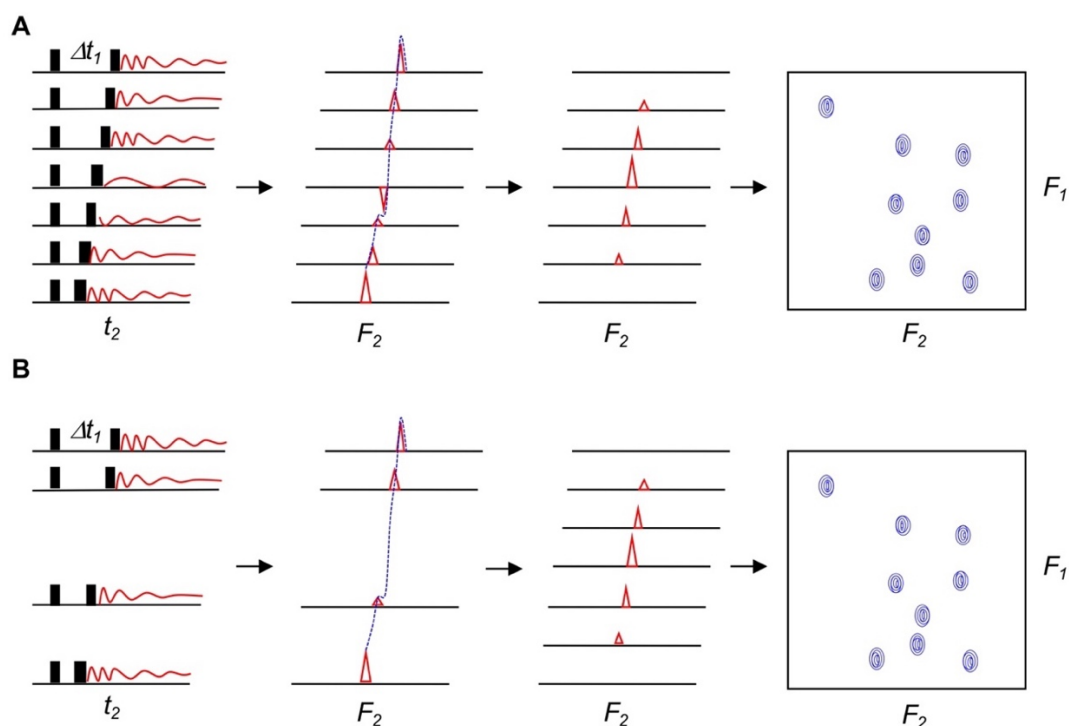 A
Δt₁
F₁
t₂ F₂ F₂ F₂
B
Δt₁
F₁
t₂ F₂ F₂ F₂